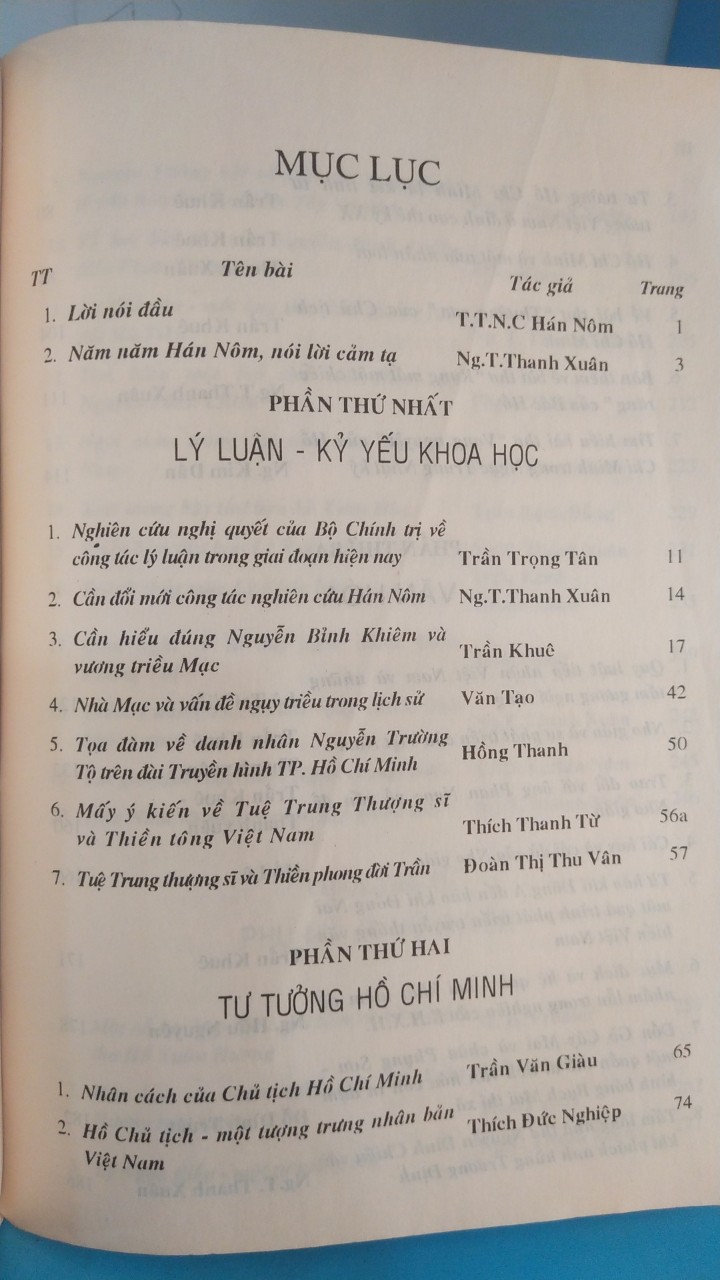 MỤC LỤC
TT Tên bài Tác giả Trang
1. Lời nói đầu T.T.N.C Hán Nôm 1
2. Năm năm Hán Nôm, nói lời cảm tạ Ng.T.Thanh Xuân 3
PHẦN THỨ NHẤT
LÝ LUẬN - KỶ YẾU KHOA HỌC
1. Nghiên cứu nghị quyết của Bộ Chính trị về
công tác lý luận trong giai đoạn hiện nay Trần Trọng Tân 11
2. Cần đổi mới công tác nghiên cứu Hán Nôm Ng.T.Thanh Xuân 14
3. Cần hiểu đúng Nguyễn Bỉnh Khiêm và
vương triều Mạc Trần Khuê 17
4. Nhà Mạc và vấn đề ngụy triều trong lịch sử Văn Tạo 42
5. Tọa đàm về danh nhân Nguyễn Trường
Tộ trên đài Truyền hình TP. Hồ Chí Minh Hồng Thanh 50
6. Mấy ý kiến về Tuệ Trung Thượng sĩ
và Thiền tông Việt Nam Thích Thanh Từ 56a
7. Tuệ Trung thượng sĩ và Thiền phong đời Trần Đoàn Thị Thu Vân 57
PHẦN THỨ HAI
TƯ TƯỞNG HỒ CHÍ MINH
1. Nhân cách của Chủ tịch Hồ Chí Minh Trần Văn Giàu 65
2. Hồ Chủ tịch - một tượng trưng nhân bản Thích Đức Nghiệp 74
Việt Nam